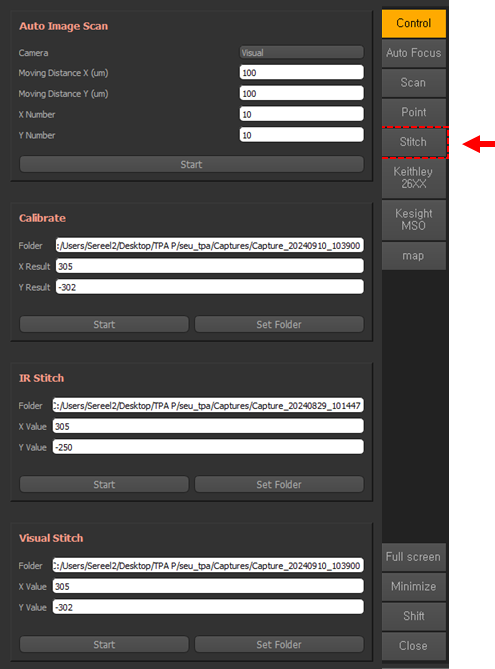 Auto Image Scan
Camera Visual
Moving Distance X (um) 100
Moving Distance Y (um) 100
X Number 10
Y Number 10
Start
Calibrate
Folder :/Users/Sereel2/Desktop/TPA P/seu_tpa/Captures/Capture_20240910_103900
X Result 305
Y Result -302
Start Set Folder
IR Stitch
Folder C:/Users/Sereel2/Desktop/TPA P/seu_tpa/Captures/Capture_20240829_101447
X Value 305
Y Value -250
Start Set Folder
Visual Stitch
Folder C:/Users/Sereel2/Desktop/TPA P/seu_tpa/Captures/Capture_20240910_103900
X Value 305
Y Value -302
Start Set Folder
Control
Auto Focus
Scan
Point
Stitch
Keithley
26XX
Kesight
MSO
map
Full screen
Minimize
Shift
Close